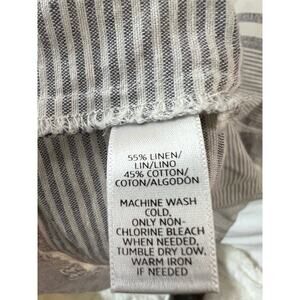 55% LINEN/
LIN/LINO
45% COTTON/
COTON/ALGODÓN
MACHINE WASH
COLD,
ONLY NON-
CHLORINE BLEACH
WHEN NEEDED,
TUMBLE DRY LOW,
WARM IRON
IF NEEDED